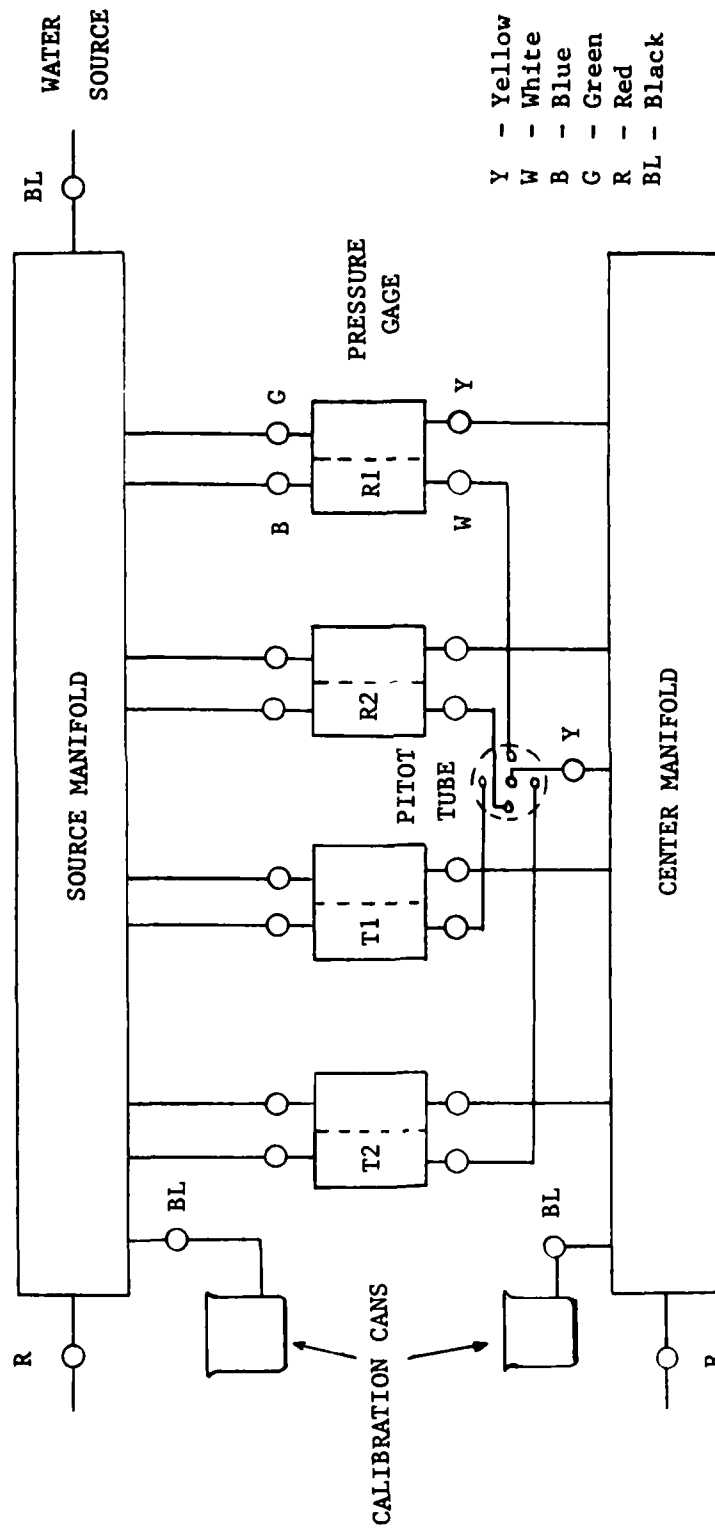 WATER
SOURCE
BL
SOURCE MANIFOLD
R
BL
CALIBRATION CANS
B
G
PRESSURE
GAGE
T2
T1
R2
R1
W
Y
PITOT
TUBE
Y
BL
CENTER MANIFOLD
R
Y - Yellow
W - White
B - Blue
G - Green
R - Red
BL - Black